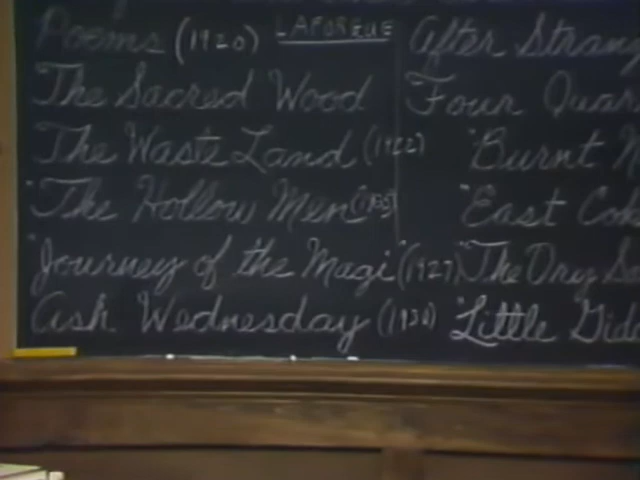 Poems (1920) LAFORGUE
The Sacred Wood
The Waste Land (1922)
"The Hollow Men
"Journey of the Magi" (1927)
Ash Wednesday (1930)
After Strang
Four Quar
"Burnt N
"East Cok
"The Dry Sa
"Little Gidd